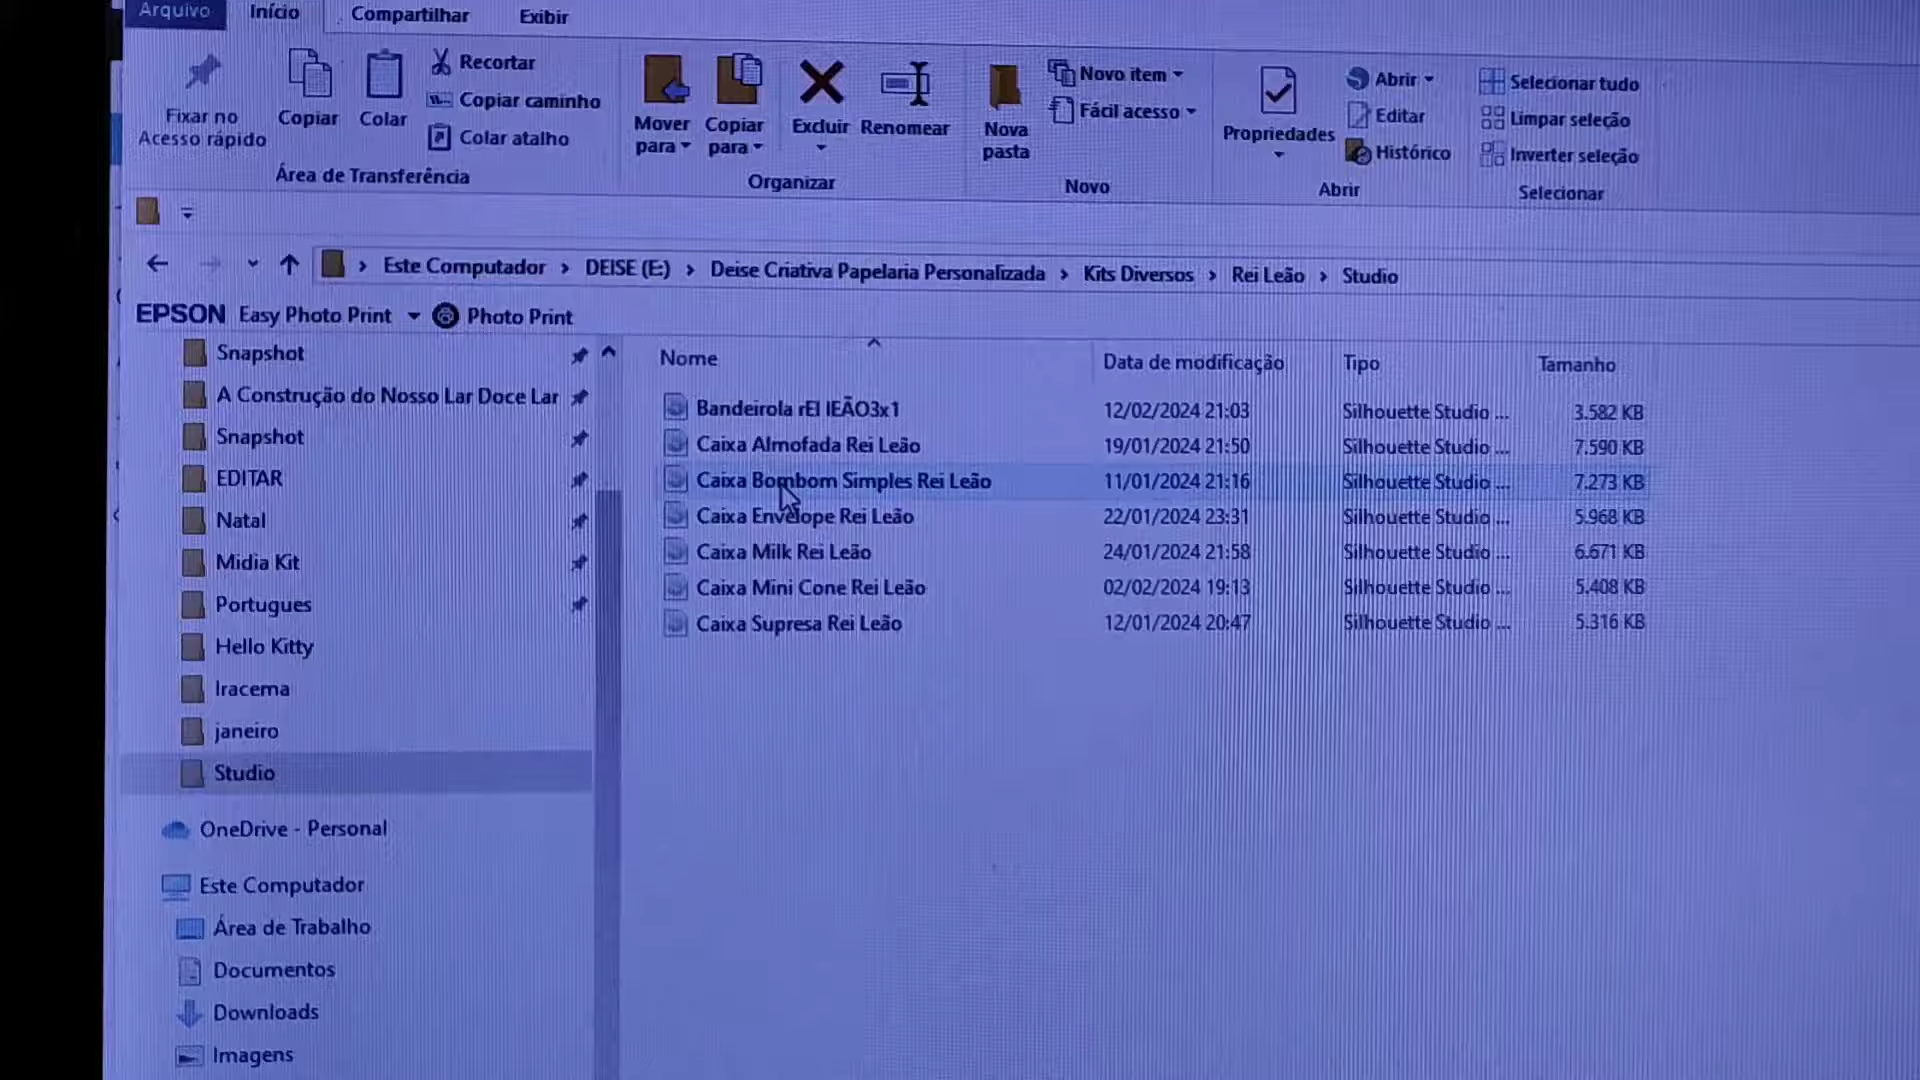 Arquivo Início Compartilhar Exibir
Fixar no Acesso rápido
Copiar
Colar
Recortar
Copiar caminho
Colar atalho
Área de Transferência
Mover para
Copiar para
Excluir
Renomear
Organizar
Nova pasta
Novo item
Fácil acesso
Novo
Propriedades
Abrir
Editar
Histórico
Abrir
Selecionar tudo
Limpar seleção
Inverter seleção
Selecionar
Este Computador > DEISE (E:) > Deise Criativa Papelaria Personalizada > Kits Diversos > Rei Leão > Studio
EPSON Easy Photo Print Photo Print
Snapshot
A Construção do Nosso Lar Doce Lar
Snapshot
EDITAR
Natal
Midia Kit
Portugues
Hello Kitty
Iracema
janeiro
Studio
OneDrive - Personal
Este Computador
Área de Trabalho
Documentos
Downloads
Imagens
Nome Data de modificação Tipo Tamanho
Bandeirola rEI lEÃO3x1 12/02/2024 21:03 Silhouette Studio ... 3.582 KB
Caixa Almofada Rei Leão 19/01/2024 21:50 Silhouette Studio ... 7.590 KB
Caixa Bombom Simples Rei Leão 11/01/2024 21:16 Silhouette Studio ... 7.273 KB
Caixa Envelope Rei Leão 22/01/2024 23:31 Silhouette Studio ... 5.968 KB
Caixa Milk Rei Leão 24/01/2024 21:58 Silhouette Studio ... 6.671 KB
Caixa Mini Cone Rei Leão 02/02/2024 19:13 Silhouette Studio ... 5.408 KB
Caixa Supresa Rei Leão 12/01/2024 20:47 Silhouette Studio ... 5.316 KB